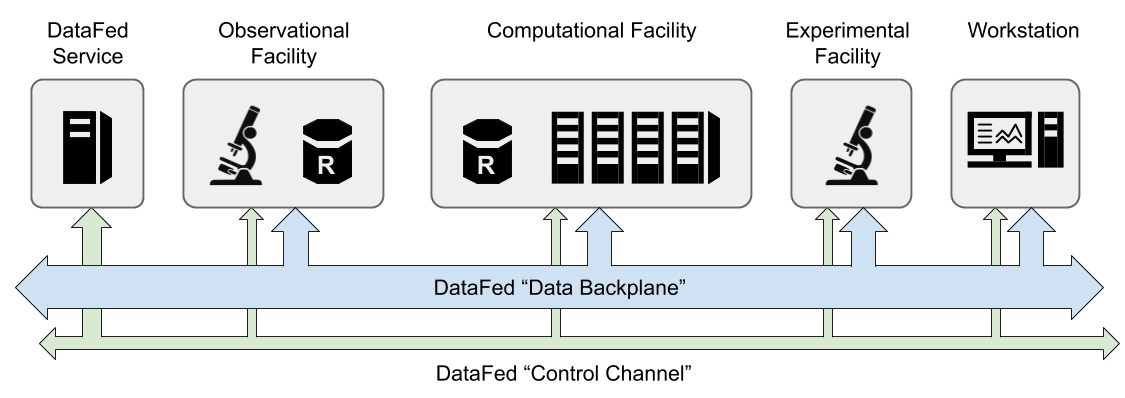 DataFed
Service
Observational
Facility
Computational Facility
Experimental
Facility
Workstation
R
R
DataFed “Data Backplane”
DataFed “Control Channel”